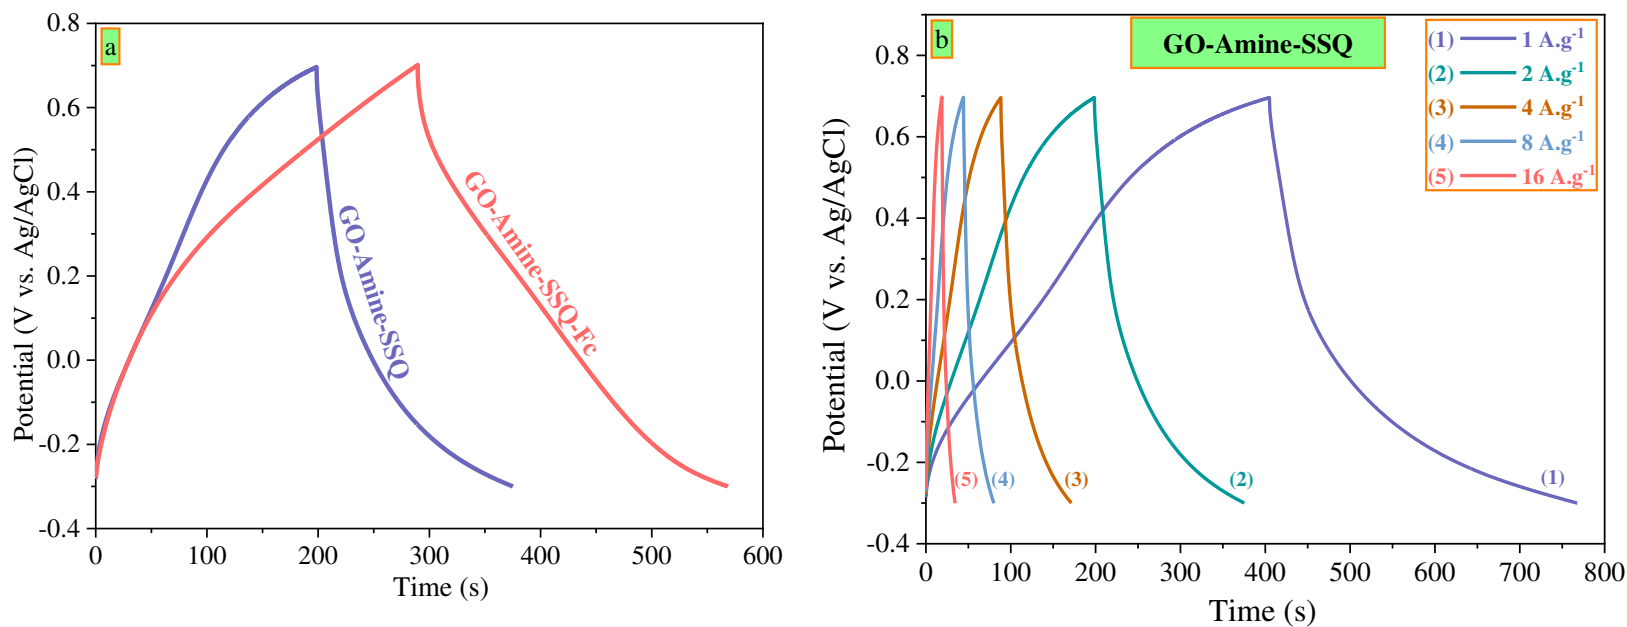 a
0.8
0.6
0.4
0.2
0.0
-0.2
-0.4
Potential (V vs. Ag/AgCl)
GO-Amine-SSQ
GO-Amine-SSQ-Fc
0 100 200 300 400 500 600
Time (s)
b
GO-Amine-SSQ
(1) 1 A.g-1
(2) 2 A.g-1
(3) 4 A.g-1
(4) 8 A.g-1
(5) 16 A.g-1
0.8
0.6
0.4
0.2
0.0
-0.2
-0.4
Potential (V vs. Ag/AgCl)
(5) (4) (3) (2) (1)
0 100 200 300 400 500 600 700 800
Time (s)